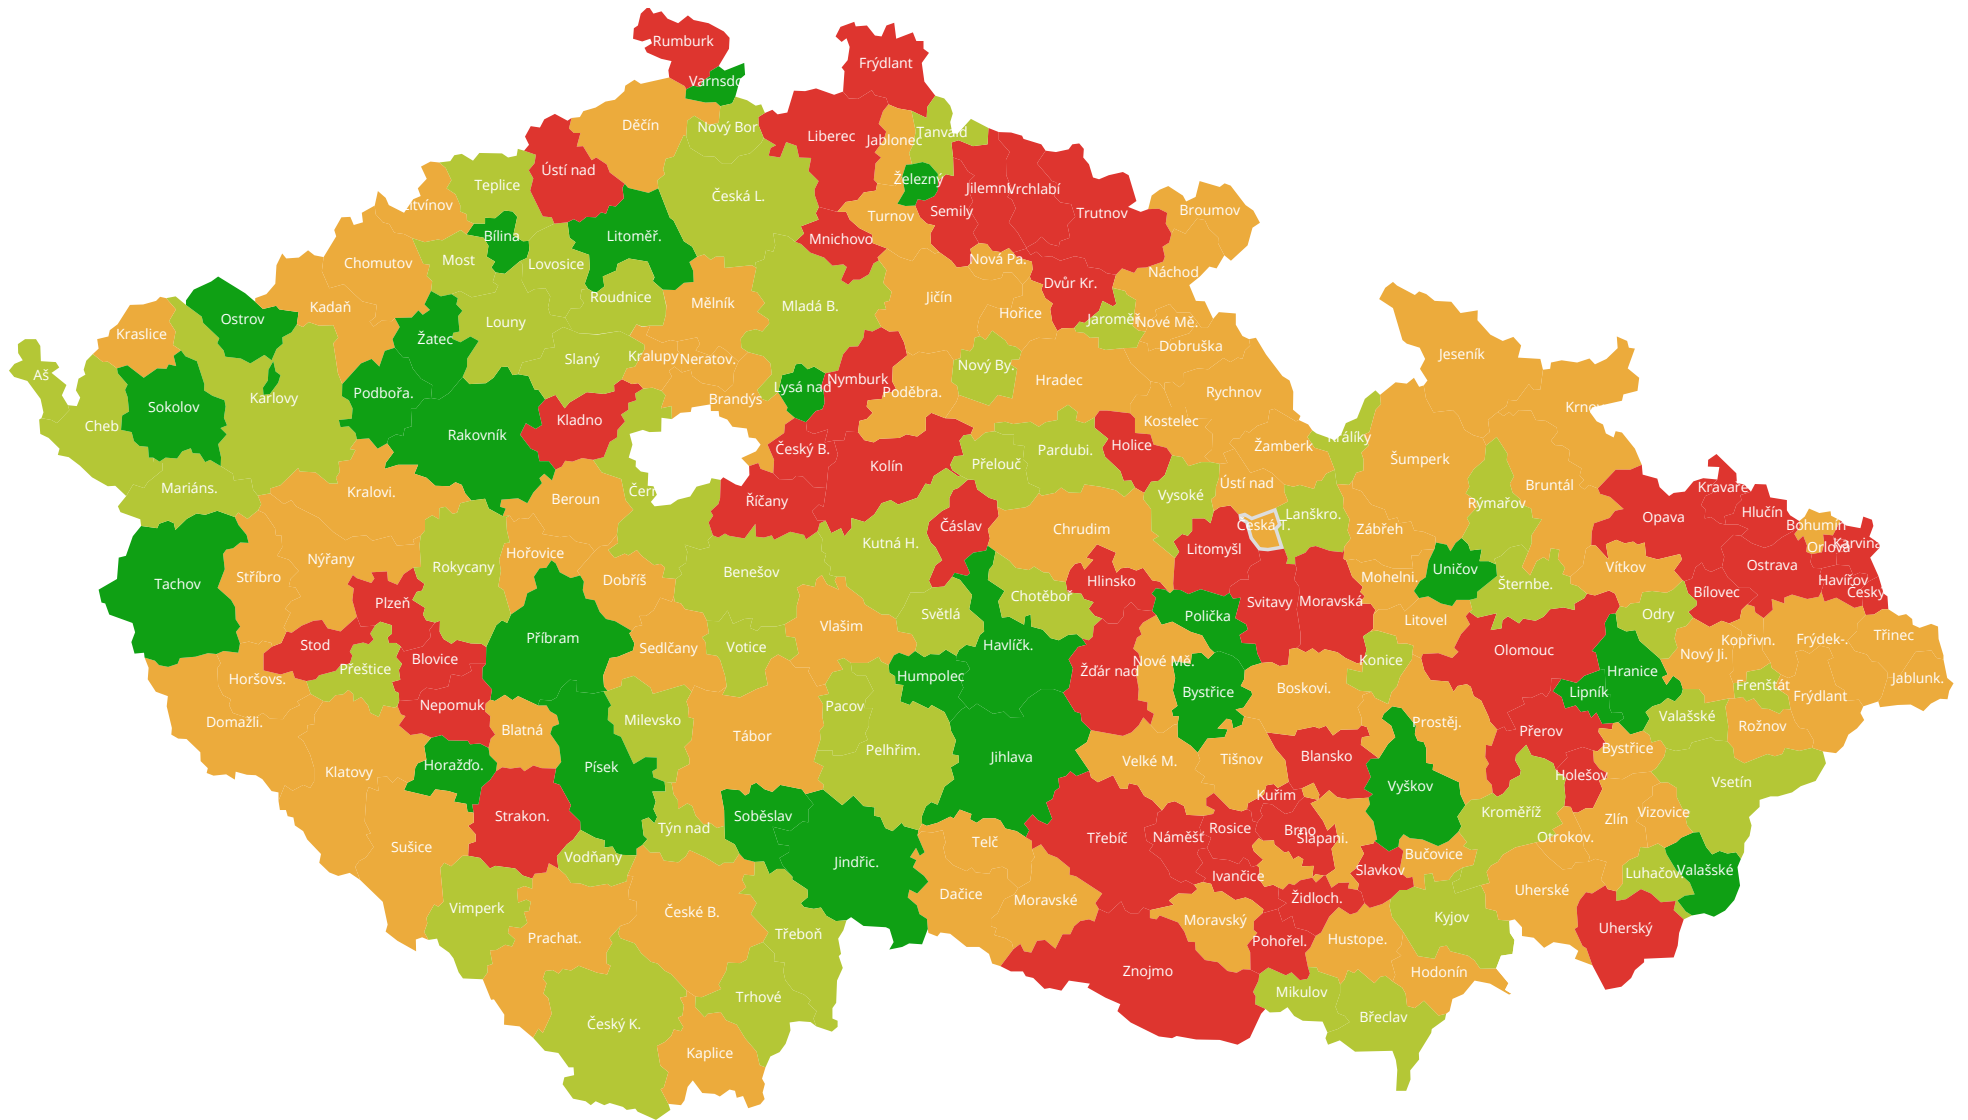 Rumburk
Frýdlant
Varnsdo
Děčín
Nový Bor
Liberec
Jablonec
Tanvald
Ústí nad
Teplice
Česká L.
Železný
Jilemni
Vrchlabí
Semily
Trutnov
Broumov
Turnov
Litvínov
Bílina
Litoměř.
Mnichovo
Most
Lovosice
Chomutov
Nová Pa.
Náchod
Dvůr Kr.
Roudnice
Mělník
Mladá B.
Jičín
Kadaň
Hořice
Ostrov
Louny
Jaroměř
Nové Mě.
Kraslice
Žatec
Dobruška
Slaný
Kralupy
Neratov.
Nový By.
Jeseník
Aš
Nymburk
Hradec
Lysá nad
Podbořa.
Poděbra.
Rychnov
Karlovy
Brandýs
Sokolov
Krno
Kladno
Kostelec
Cheb
Rakovník
Králíky
Český B.
Pardubi.
Holice
Žamberk
Kolín
Přelouč
Šumperk
Mariáns.
Kralovi.
Beroun
Čern
Říčany
Vysoké
Ústí nad
Bruntál
Kravaře
Rýmařov
Hlučín
Čáslav
Chrudim
Česká T.
Lanškro.
Opava
Bohumín
Zábřeh
Kutná H.
Litomyšl
Orlová
Karviná
Hořovice
Nýřany
Rokycany
Stříbro
Tachov
Benešov
Dobříš
Hlinsko
Mohelni.
Uničov
Šternbe.
Vítkov
Ostrava
Havířov
Český
Bílovec
Plzeň
Chotěboř
Svitavy
Moravská
Světlá
Polička
Odry
Vlašim
Litovel
Příbram
Sedlčany
Votice
Havlíčk.
Stod
Třinec
Kopřivn.
Frýdek-.
Olomouc
Nový Ji.
Blovice
Přeštice
Konice
Nové Mě.
Žďár nad
Hranice
Humpolec
Horšovs.
Boskovi.
Bystřice
Lipník
Frenštát
Frýdlant
Jablunk.
Nepomuk
Pacov
Milevsko
Valašské
Domažli.
Blatná
Tábor
Prostěj.
Přerov
Rožnov
Pelhřim.
Bystřice
Jihlava
Velké M.
Tišnov
Blansko
Horažďo.
Písek
Klatovy
Holešov
Vyškov
Vsetín
Kuřim
Strakon.
Soběslav
Kroměříž
Vizovice
Zlín
Týn nad
Rosice
Brno
Třebíč
Náměšť
Šlapani.
Otrokov.
Telč
Sušice
Vodňany
Jindřic.
Bučovice
Slavkov
Ivančice
Luhačov.
Valašské
Uherské
Dačice
Moravské
Židloch.
Vimperk
České B.
Moravský
Kyjov
Uherský
Třeboň
Prachat.
Pohořel.
Hustope.
Znojmo
Hodonín
Trhové
Mikulov
Břeclav
Český K.
Kaplice